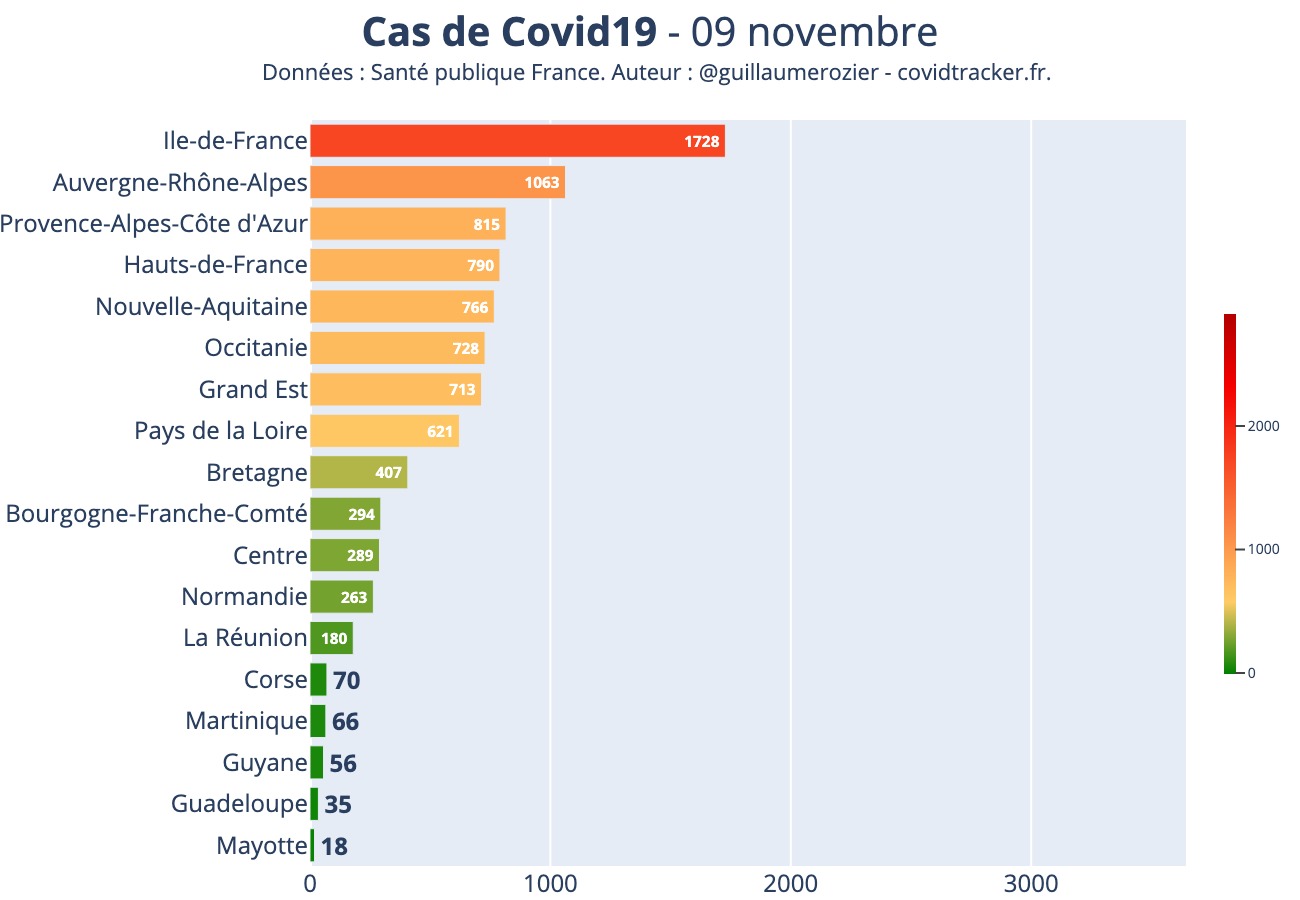 Cas de Covid19 - 09 novembre
Données : Santé publique France. Auteur : @guillaumerozier - covidtracker.fr.
Ile-de-France 1728
Auvergne-Rhône-Alpes 1063
Provence-Alpes-Côte d'Azur 815
Hauts-de-France 790
Nouvelle-Aquitaine 766
Occitanie 728
Grand Est 713
Pays de la Loire 621
Bretagne 407
Bourgogne-Franche-Comté 294
Centre 289
Normandie 263
La Réunion 180
Corse 70
Martinique 66
Guyane 56
Guadeloupe 35
Mayotte 18
0 1000 2000 3000
2000
1000
0